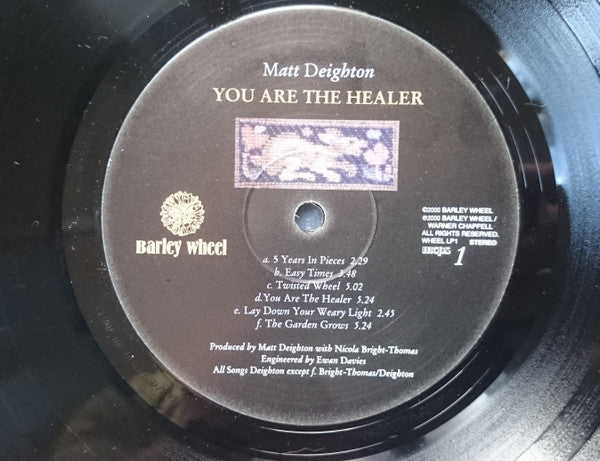 Matt Deighton
YOU ARE THE HEALER
Barley Wheel
©2000 BARLEY WHEEL
℗2000 BARLEY WHEEL /
WARNER CHAPPELL
ALL RIGHTS RESERVED.
WHEEL LP1 STEREO
mcps 1
a. 5 Years In Pieces 2.29
b. Easy Times 3.48
c. Twisted Wheel 5.02
d.You Are The Healer 5.24
e. Lay Down Your Weary Light 2.45
f. The Garden Grows 5.24
Produced by Matt Deighton with Nicola Bright-Thomas
Engineered by Ewan Davies
All Songs Deighton except f. Bright-Thomas/Deighton